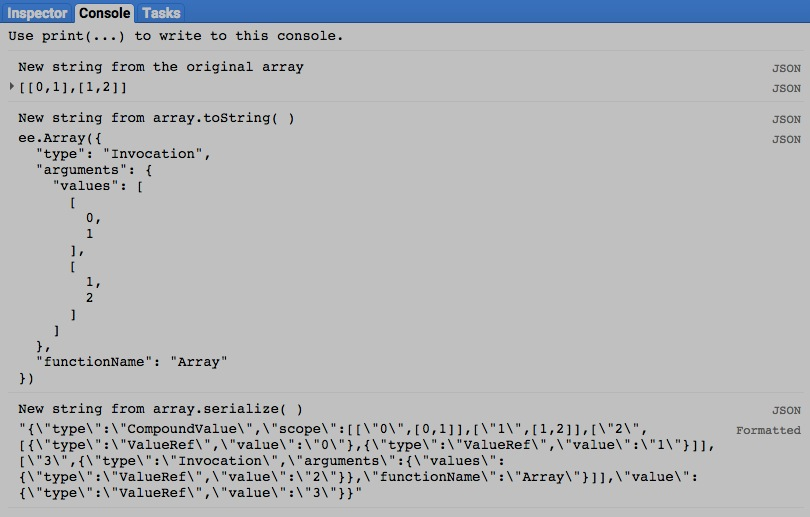 Inspector Console Tasks
Use print(...) to write to this console.
New string from the original array JSON
[[0,1],[1,2]] JSON
New string from array.toString( ) JSON
ee.Array({ JSON
"type": "Invocation",
"arguments": {
"values": [
[
0,
1
],
[
1,
2
]
]
},
"functionName": "Array"
})
New string from array.serialize( ) JSON
"{\"type\":\"CompoundValue\",\"scope\":[[\"0\",[0,1]],[\"1\",[1,2]],[\"2\", Formatted
[{\"type\":\"ValueRef\",\"value\":\"0\"},{\"type\":\"ValueRef\",\"value\":\"1\"}]],
[\"3\",{\"type\":\"Invocation\",\"arguments\":{\"values\":
{\"type\":\"ValueRef\",\"value\":\"2\"}},\"functionName\":\"Array\"}]],\"value\":
{\"type\":\"ValueRef\",\"value\":\"3\"}}"